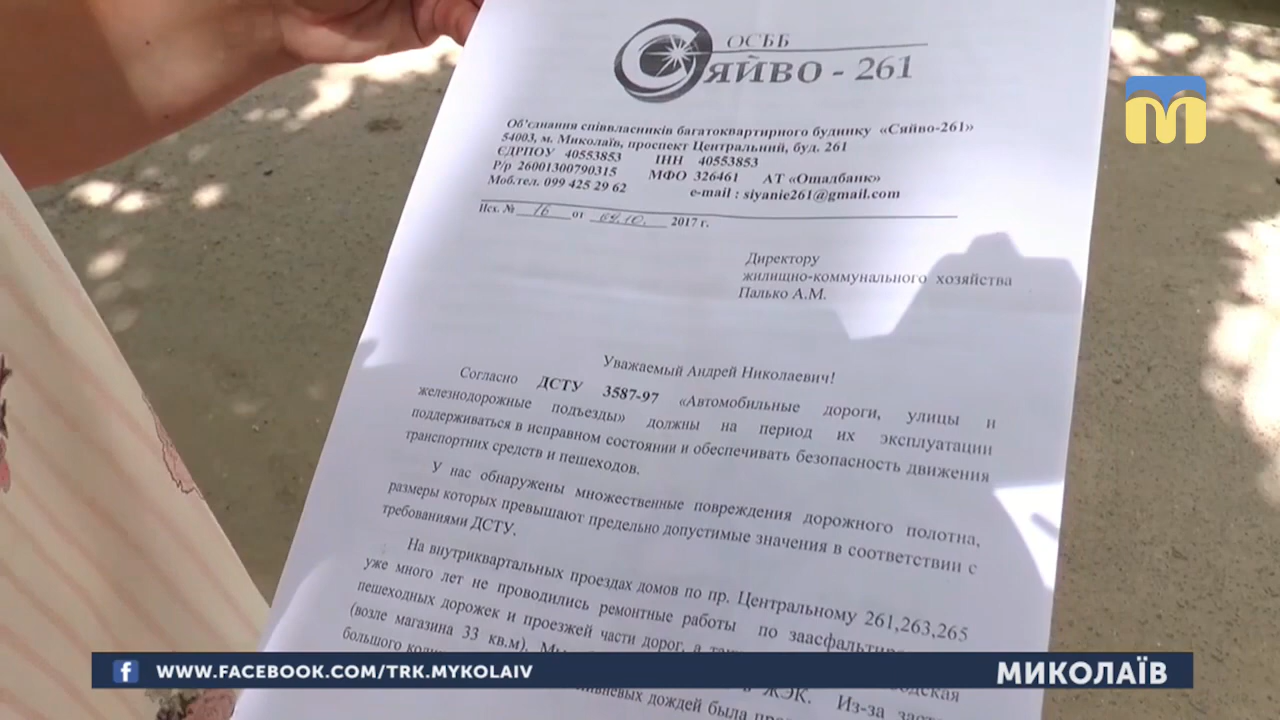 ОСББ
СЯЙВО - 261
Об'єднання співвласників багатоквартирного будинку «Сяйво-261»
54003, м. Миколаїв, проспект Центральний, буд. 261
ЄДРПОУ 40553853 ІНН 40553853
Р/р 26001300790315 МФО 326461 АТ «Ощадбанк»
Моб.тел. 099 425 29 62 e-mail : siyanie261@gmail.com
Исх. № 16 от 2017 г.
Директору
жилищно-коммунального хозяйства
Палько А.М.
Уважаемый Андрей Николаевич!
Согласно ДСТУ 3587-97 «Автомобильные дороги, улицы и
железнодорожные подъезды» должны на период их эксплуатации
поддерживаться в исправном состоянии и обеспечивать безопасность движения
транспортних средств и пешеходов.
У нас обнаружены множественные повреждения дорожного полотна,
размеры которых превышают предельно допустимые значения в соответствии с
требованиями ДСТУ.
На внутриквартальных проездах домов по пр. Центральному 261,263,265
уже много лет не проводились ремонтные работы по
пешеходных дорожек и проезжей части дорог, а
(возле магазина 33 кв.м).
большого ЖЭК. Из-за
дождей была
M
WWW.FACEBOOK.COM/TRK.MYKOLAIV
МИКОЛАЇВ